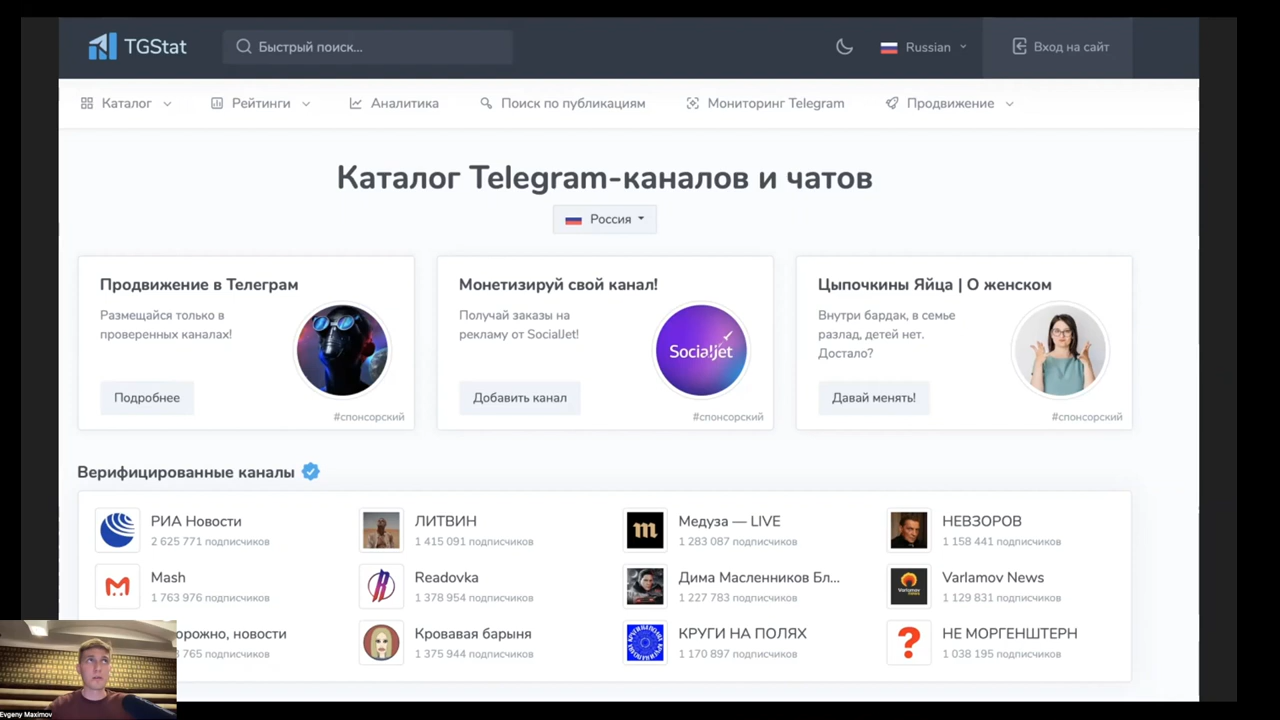 TGStat
Быстрый поиск...
Russian
Вход на сайт
Каталог
Рейтинги
Аналитика
Поиск по публикациям
Мониторинг Telegram
Продвижение
Каталог Telegram-каналов и чатов
Россия
Продвижение в Телеграм
Размещайся только в
проверенных каналах!
Подробнее
#спонсорский
Монетизируй свой канал!
Получай заказы на
рекламу от SocialJet!
SocialJet
Добавить канал
#спонсорский
Цыпочкины Яйца | О женском
Внутри бардак, в семье
разлад, детей нет.
Достало?
Давай менять!
#спонсорский
Верифицированные каналы
РИА Новости
2 625 771 подписчиков
ЛИТВИН
1 415 091 подписчиков
Медуза — LIVE
1 283 087 подписчиков
НЕВЗОРОВ
1 158 441 подписчиков
Mash
1 763 976 подписчиков
Readovka
1 378 954 подписчиков
Дима Масленников Бл...
1 227 783 подписчиков
Varlamov News
1 129 831 подписчиков
орожно, новости
765 подписчиков
Кровавая барыня
1 375 944 подписчиков
КРУГИ НА ПОЛЯХ
1 170 897 подписчиков
НЕ МОРГЕНШТЕРН
1 038 195 подписчиков
Evgeny Maximov